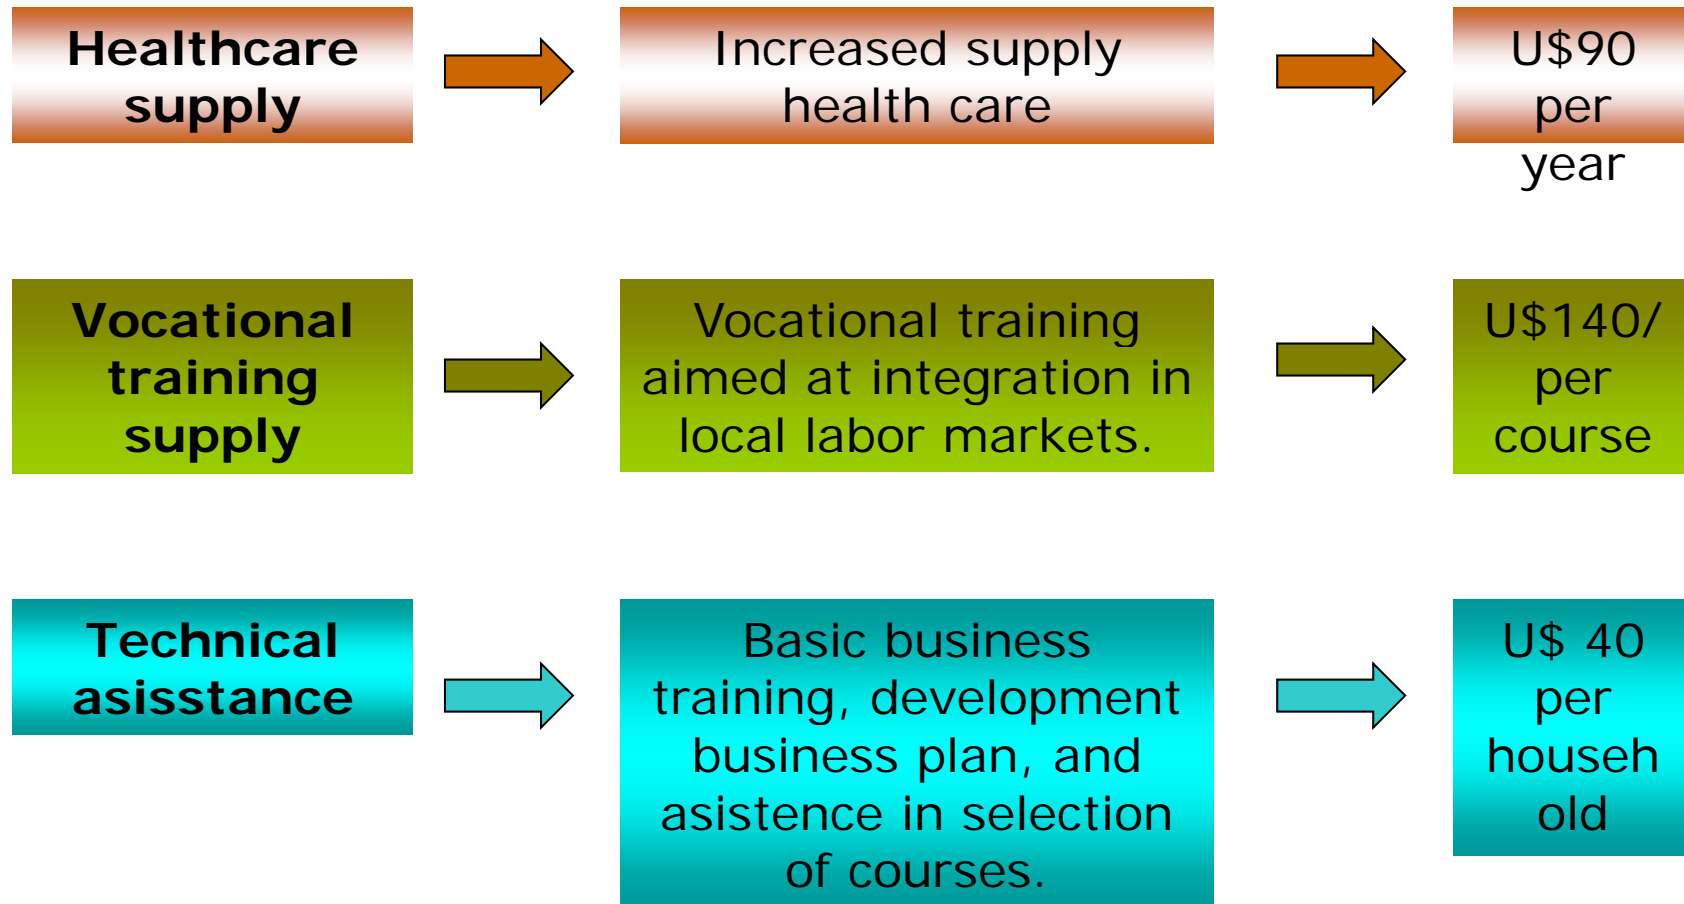 Healthcare
supply
Increased supply
health care
U$90
per
year
Vocational
training
supply
Vocational training
aimed at integration in
local labor markets.
U$140/
per
course
Technical
asisstance
Basic business
training, development
business plan, and
asistence in selection
of courses.
U$ 40
per
househ
old